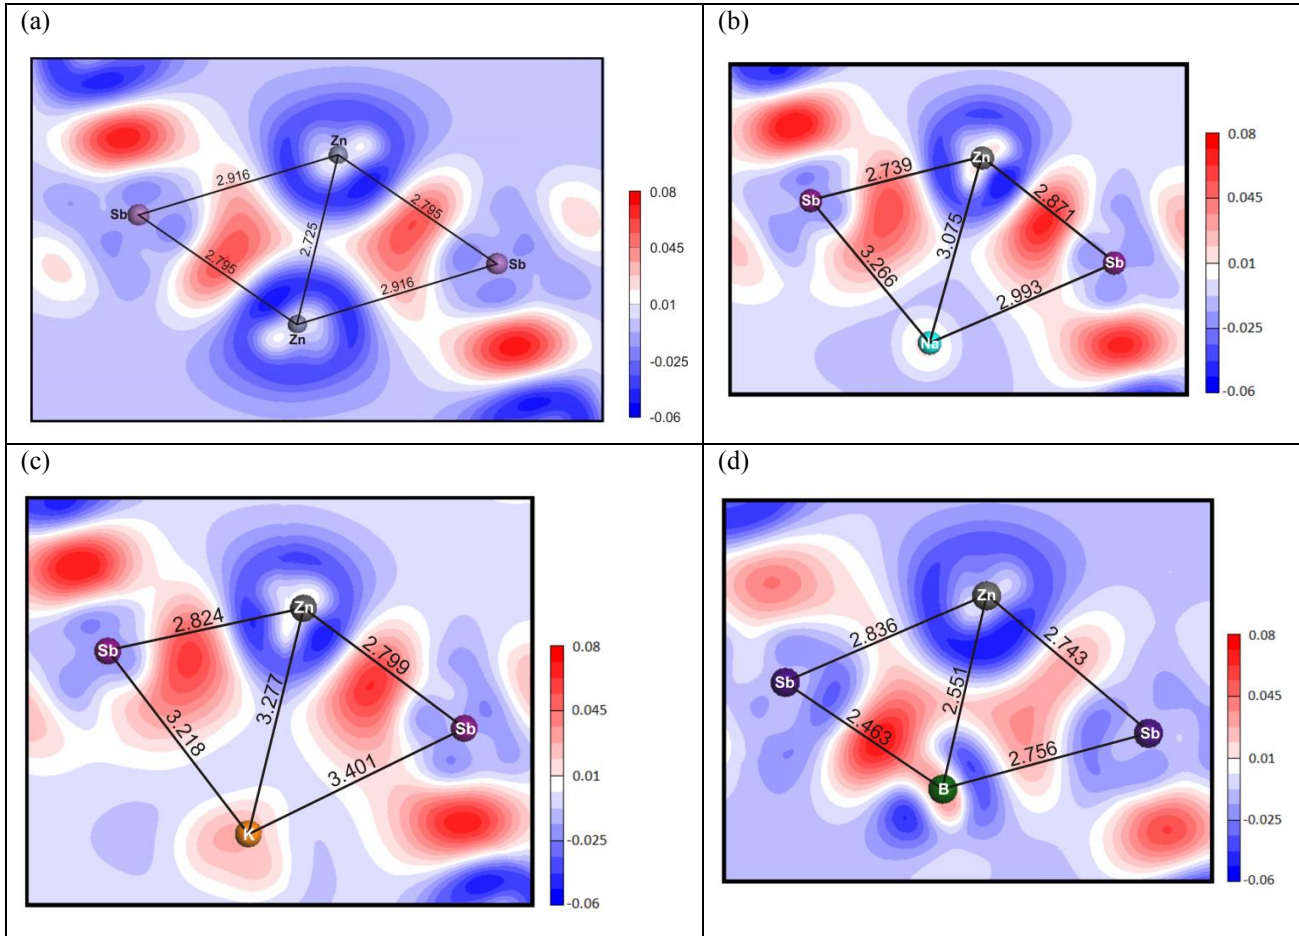 (a)
Zn
2.916
2.795
Sb
2.725
Sb
2.795
2.916
Zn
0.08
0.045
0.01
-0.025
-0.06
(b)
Zn
2.739
2.871
Sb
3.075
3.266
Sb
2.993
Na
0.08
0.045
0.01
-0.025
-0.06
(c)
Zn
2.824
2.799
Sb
3.277
3.218
Sb
3.401
K
0.08
0.045
0.01
-0.025
-0.06
(d)
Zn
2.836
2.743
Sb
2.551
2.463
Sb
2.756
B
0.08
0.045
0.01
-0.025
-0.06